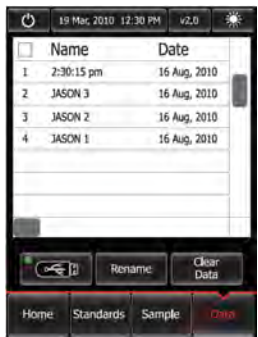 19 Mar, 2010 12:30 PM v2.0
Name Date
1 2:30:15 pm 16 Aug, 2010
2 JASON 3 16 Aug, 2010
3 JASON 2 16 Aug, 2010
4 JASON 1 16 Aug, 2010
Rename
Clear
Data
Home Standards Sample Data